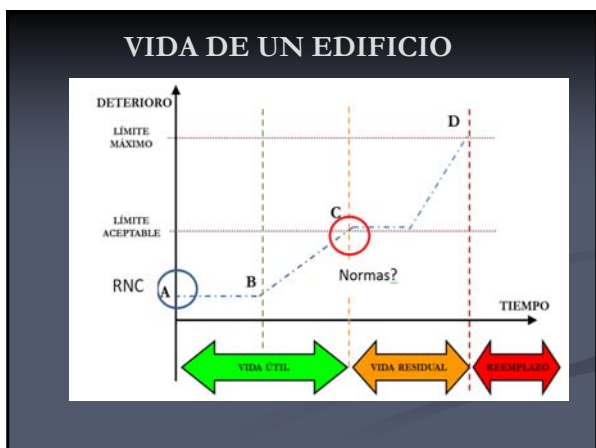 VIDA DE UN EDIFICIO
DETERIORO
LÍMITE
MÁXIMO
D
C
LÍMITE
ACEPTABLE
RNC
A
B
Normas?
TIEMPO
VIDA ÚTIL
VIDA RESIDUAL
REEMPLAZO